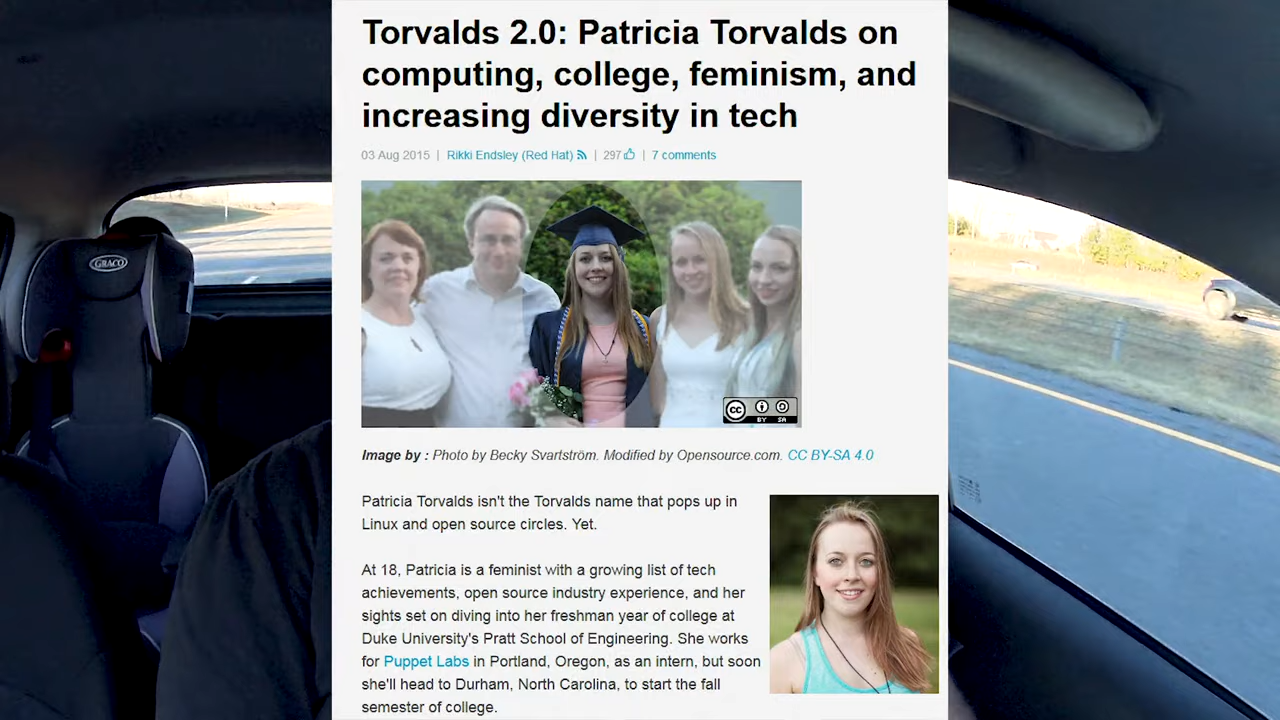 Torvalds 2.0: Patricia Torvalds on
computing, college, feminism, and
increasing diversity in tech
03 Aug 2015 | Rikki Endsley (Red Hat) | 297 | 7 comments
GRACO
cc BY SA
Image by : Photo by Becky Svartström. Modified by Opensource.com. CC BY-SA 4.0
Patricia Torvalds isn't the Torvalds name that pops up in
Linux and open source circles. Yet.
At 18, Patricia is a feminist with a growing list of tech
achievements, open source industry experience, and her
sights set on diving into her freshman year of college at
Duke University's Pratt School of Engineering. She works
for Puppet Labs in Portland, Oregon, as an intern, but soon
she'll head to Durham, North Carolina, to start the fall
semester of college.